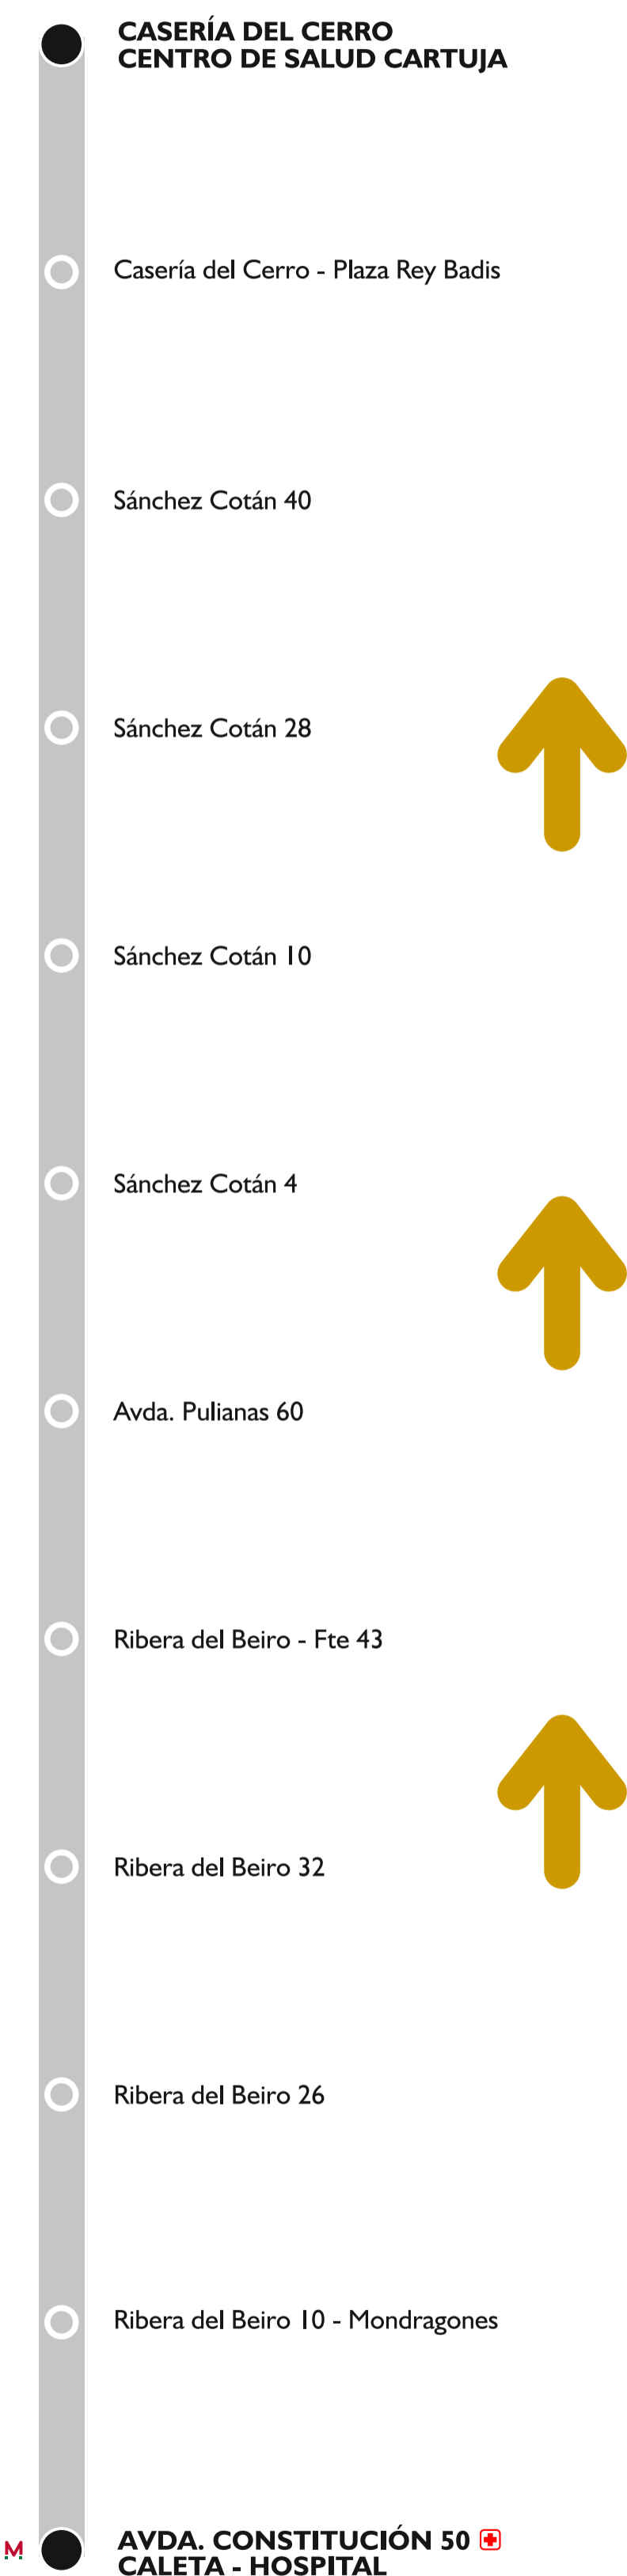 CASERÍA DEL CERRO
CENTRO DE SALUD CARTUJA
Casería del Cerro - Plaza Rey Badis
Sánchez Cotán 40
Sánchez Cotán 28
Sánchez Cotán 10
Sánchez Cotán 4
Avda. Pulianas 60
Ribera del Beiro - Fte 43
Ribera del Beiro 32
Ribera del Beiro 26
Ribera del Beiro 10 - Mondragones
M AVDA. CONSTITUCIÓN 50
CALETA - HOSPITAL